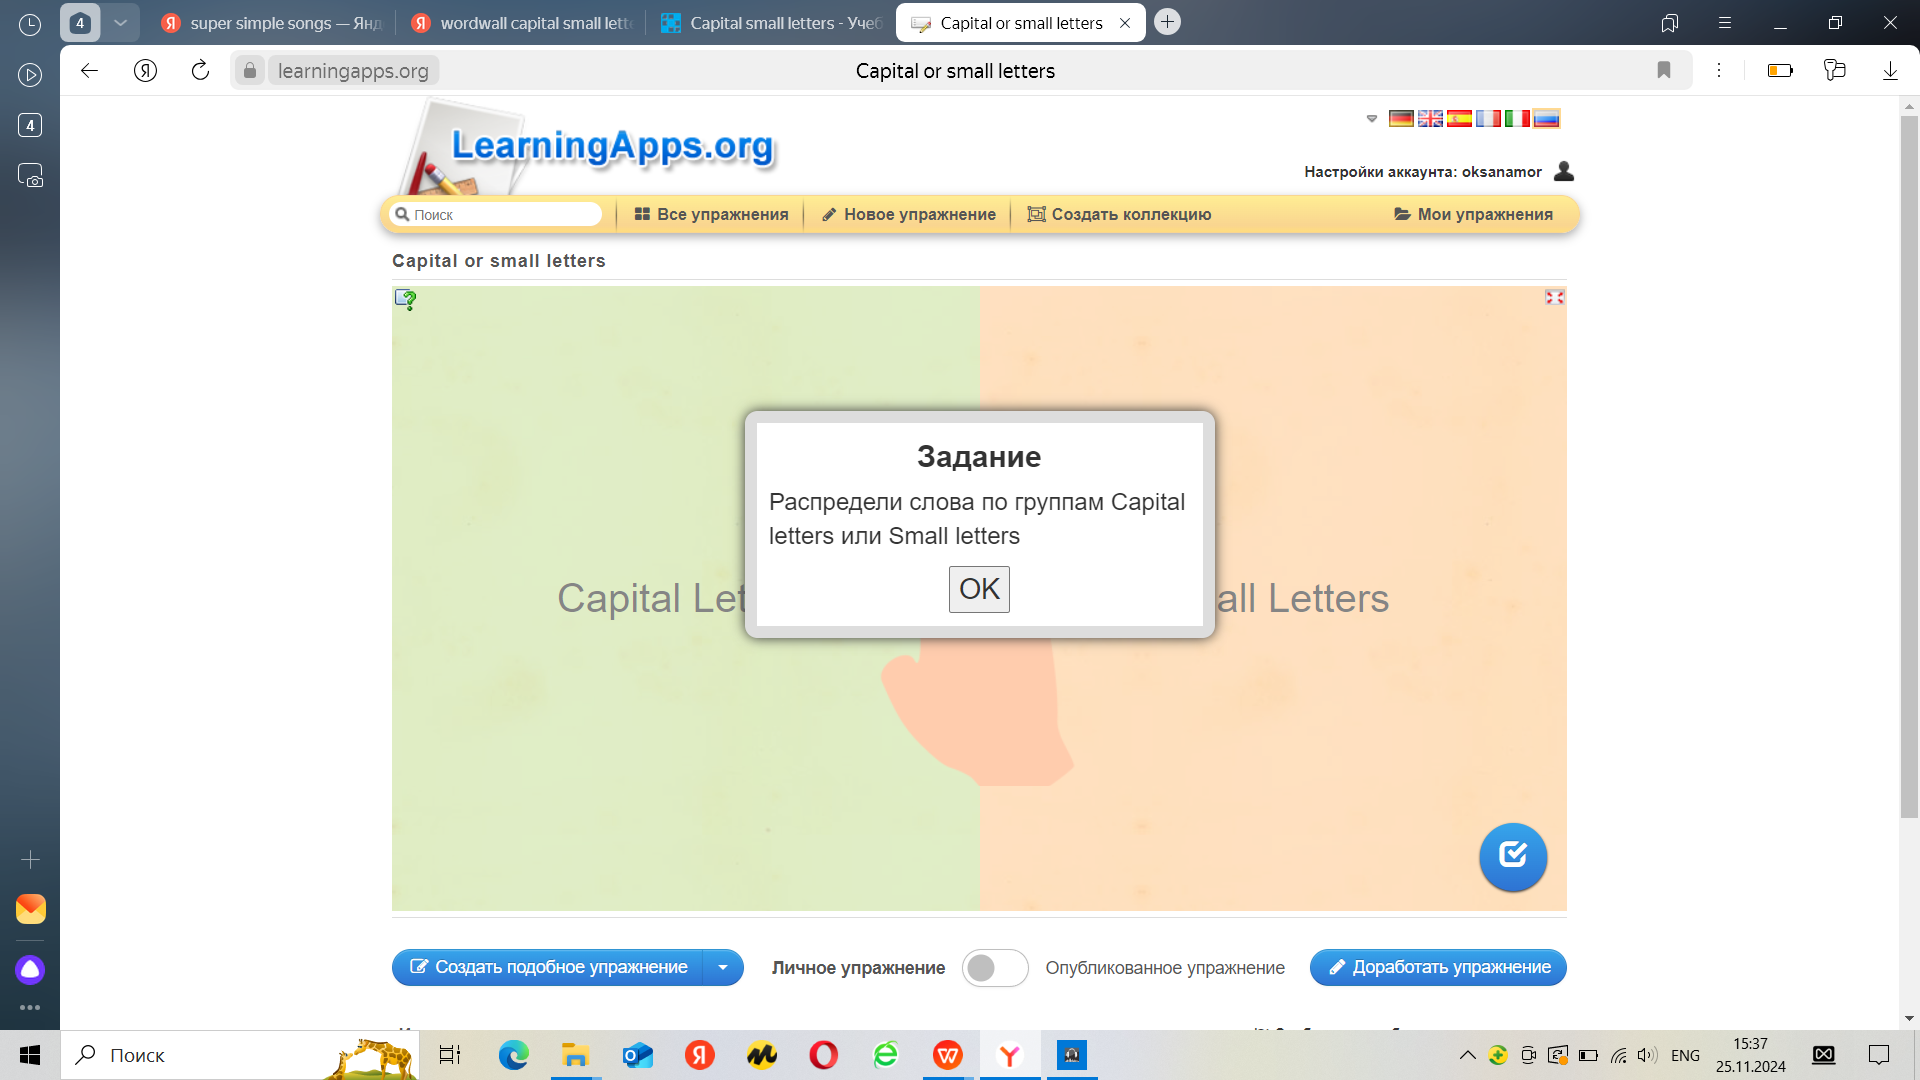 4
super simple songs — Янд
wordwall capital small lette
Capital small letters - Учеб
Capital or small letters
learningapps.org
Capital or small letters
4
LearningApps.org
Настройки аккаунта: oksanamor
Поиск
Все упражнения
Новое упражнение
Создать коллекцию
Мои упражнения
Capital or small letters
Задание
Распредели слова по группам Capital
letters или Small letters
OK
Capital Let
all Letters
Создать подобное упражнение
Личное упражнение
Опубликованное упражнение
Доработать упражнение
Поиск
ENG
15:37
25.11.2024